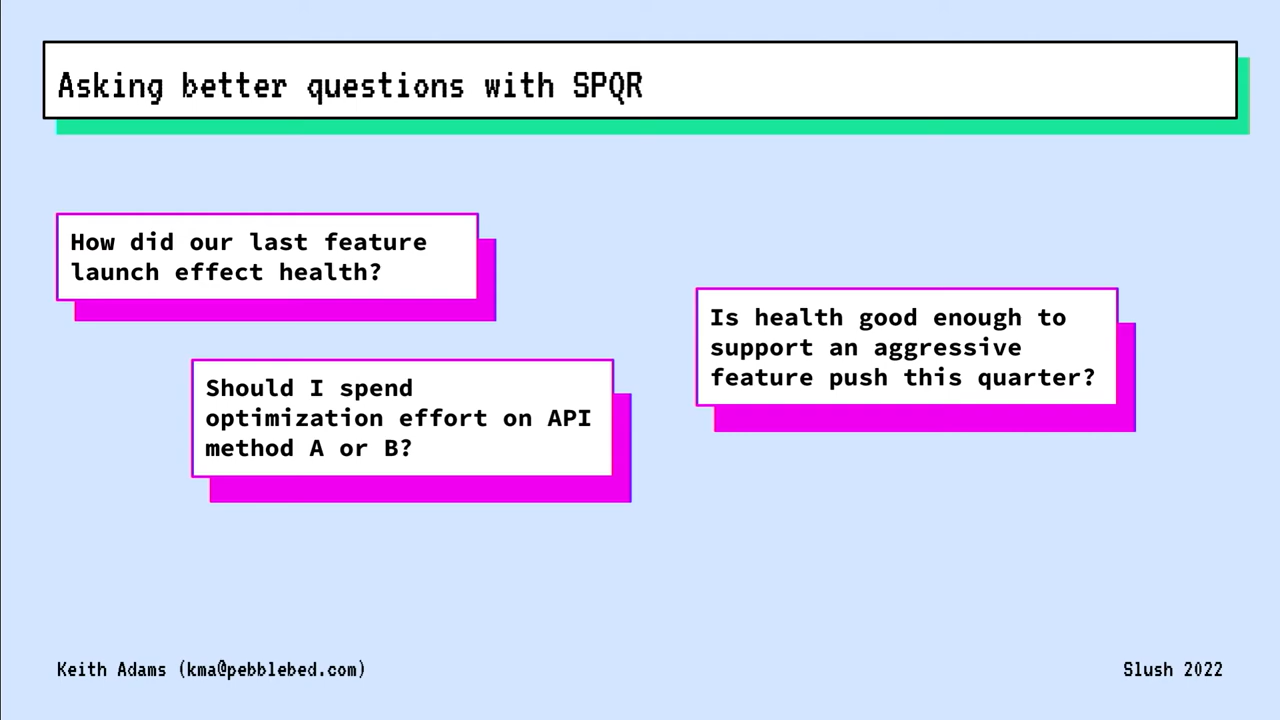 Asking better questions with SPQR
How did our last feature
launch effect health?
Should I spend
optimization effort on API
method A or B?
Is health good enough to
support an aggressive
feature push this quarter?
Keith Adams (kma@pebblebed.com)
Slush 2022